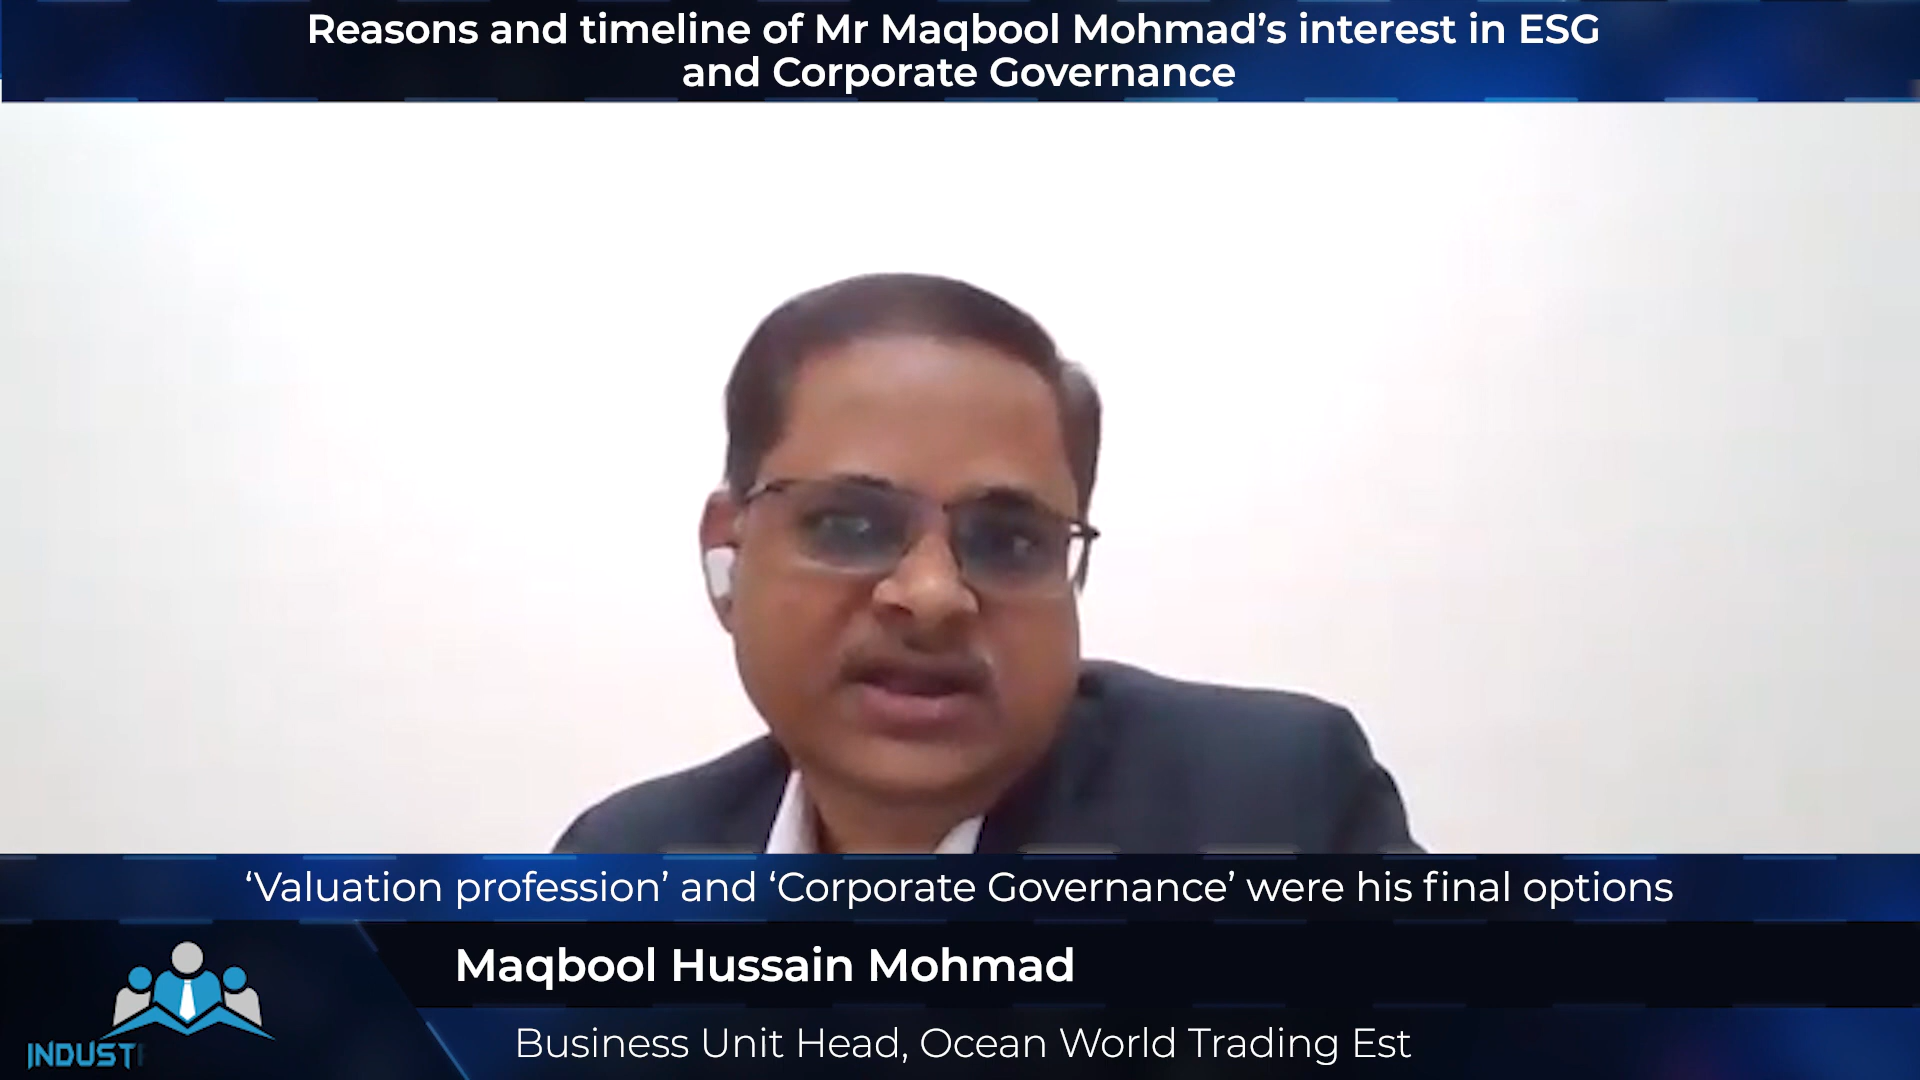 Reasons and timeline of Mr Maqbool Mohmad’s interest in ESG
and Corporate Governance
‘Valuation profession’ and ‘Corporate Governance’ were his final options
Maqbool Hussain Mohmad
Business Unit Head, Ocean World Trading Est